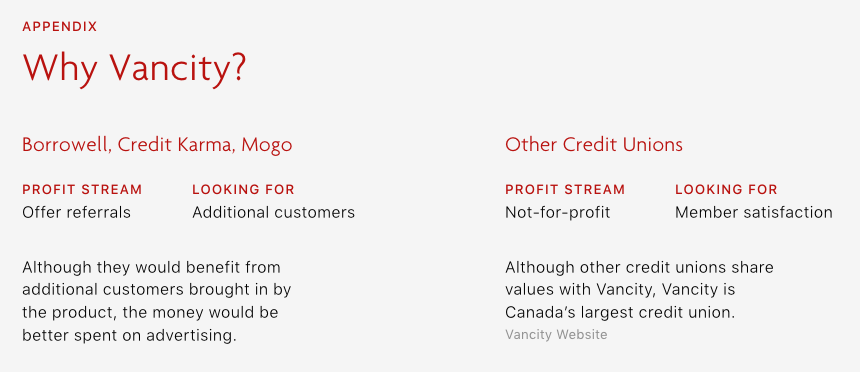 APPENDIX
Why Vancity?
Borrowell, Credit Karma, Mogo
PROFIT STREAM
LOOKING FOR
Offer referrals
Additional customers
Although they would benefit from
additional customers brought in by
the product, the money would be
better spent on advertising.
Other Credit Unions
PROFIT STREAM
LOOKING FOR
Not-for-profit
Member satisfaction
Although other credit unions share
values with Vancity, Vancity is
Canada’s largest credit union.
Vancity Website